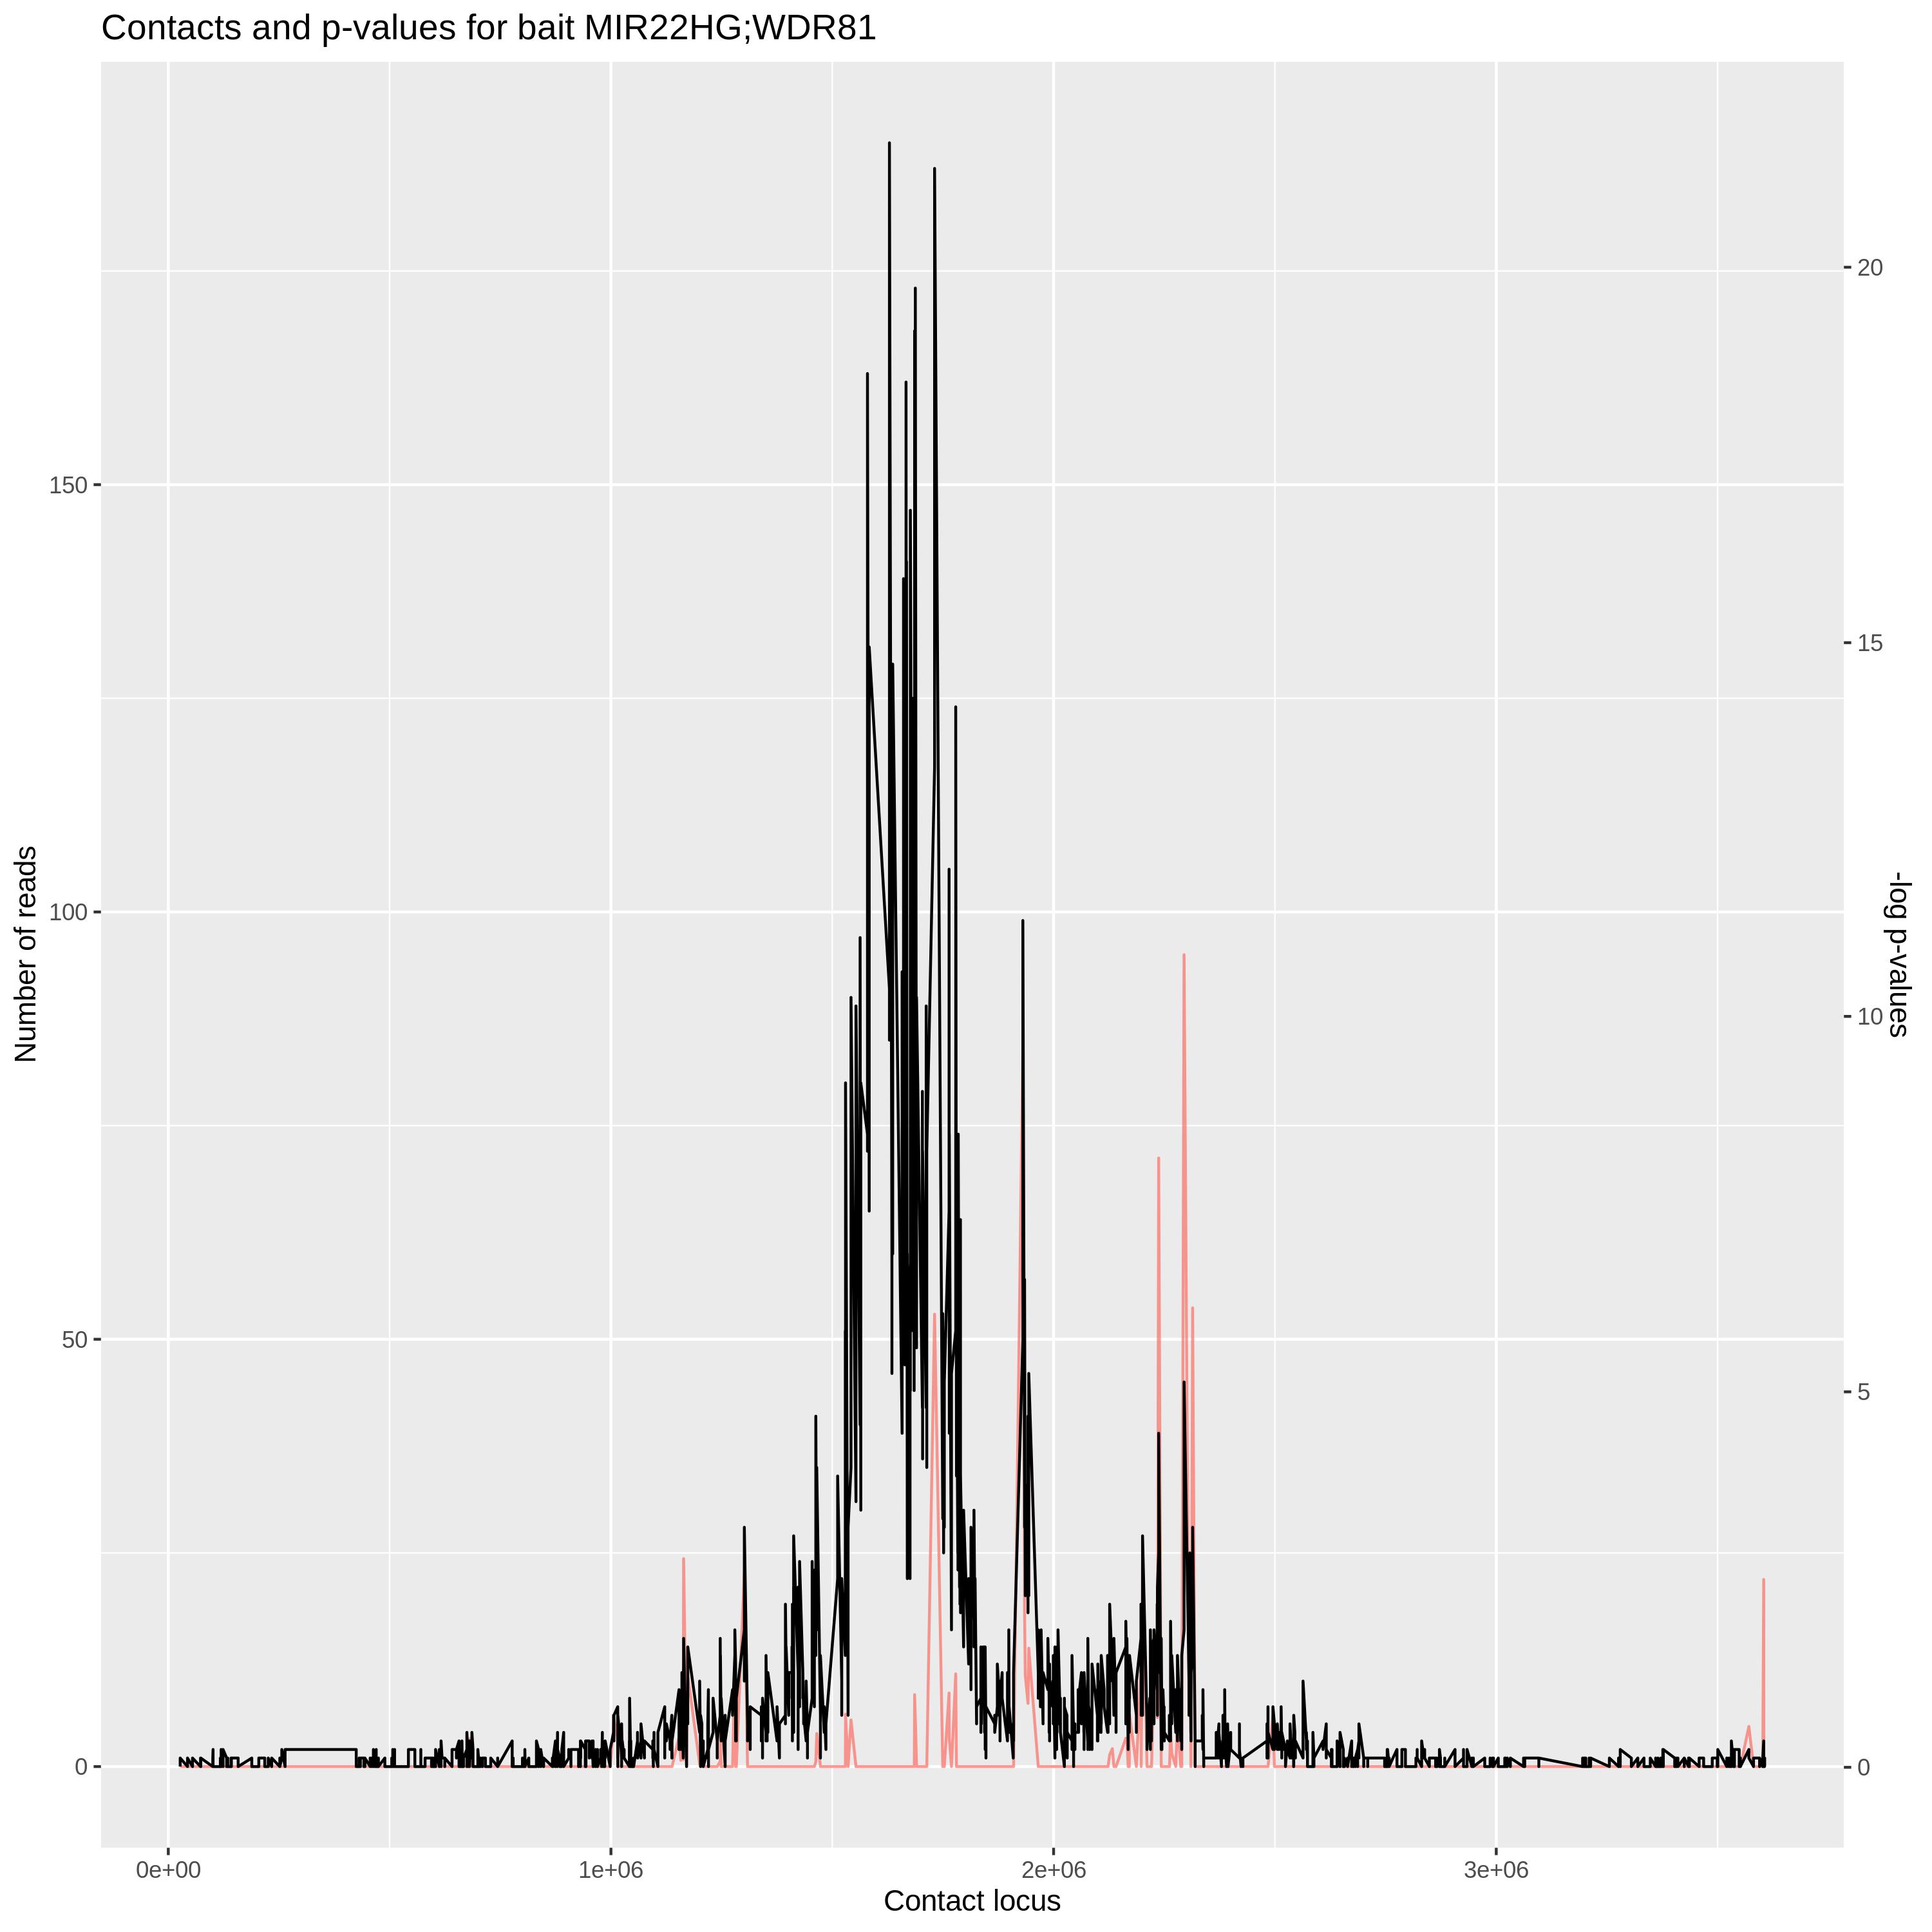 Contacts and p-values for bait MIR22HG;WDR81
Number of reads
150
100
50
0
20
15
10
5
0
-log p-values
0e+00 1e+06 2e+06 3e+06
Contact locus